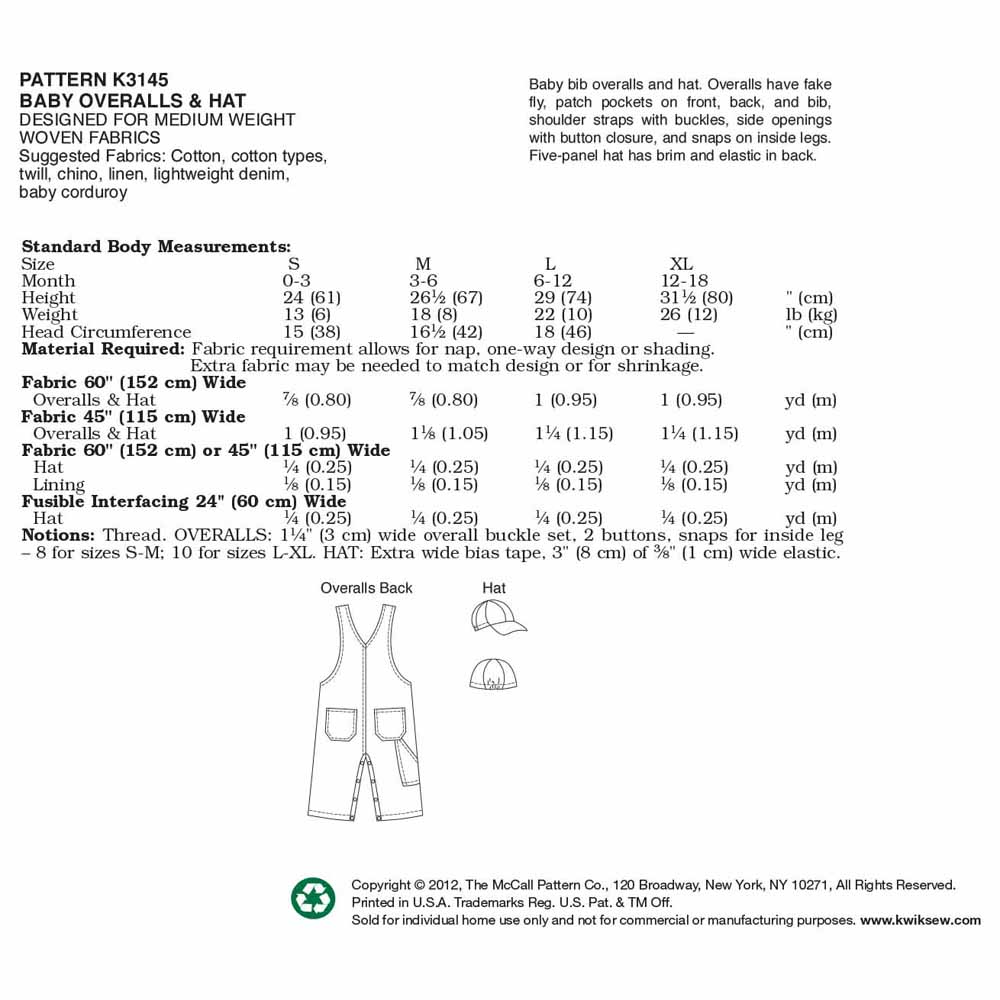 PATTERN K3145
BABY OVERALLS & HAT
DESIGNED FOR MEDIUM WEIGHT
WOVEN FABRICS
Suggested Fabrics: Cotton, cotton types,
twill, chino, linen, lightweight denim,
baby corduroy
Baby bib overalls and hat. Overalls have fake
fly, patch pockets on front, back, and bib,
shoulder straps with buckles, side openings
with button closure, and snaps on inside legs.
Five-panel hat has brim and elastic in back.
Standard Body Measurements:
Size S M L XL
Month 0-3 3-6 6-12 12-18
Height 24 (61) 26½ (67) 29 (74) 31½ (80) " (cm)
Weight 13 (6) 18 (8) 22 (10) 26 (12) lb (kg)
Head Circumference 15 (38) 16½ (42) 18 (46) — " (cm)
Material Required: Fabric requirement allows for nap, one-way design or shading.
Extra fabric may be needed to match design or for shrinkage.
Fabric 60" (152 cm) Wide
Overalls & Hat ⅞ (0.80) ⅞ (0.80) 1 (0.95) 1 (0.95) yd (m)
Fabric 45" (115 cm) Wide
Overalls & Hat 1 (0.95) 1⅛ (1.05) 1¼ (1.15) 1¼ (1.15) yd (m)
Fabric 60" (152 cm) or 45" (115 cm) Wide
Hat ¼ (0.25) ¼ (0.25) ¼ (0.25) ¼ (0.25) yd (m)
Lining ⅛ (0.15) ⅛ (0.15) ⅛ (0.15) ⅛ (0.15) yd (m)
Fusible Interfacing 24" (60 cm) Wide
Hat ¼ (0.25) ¼ (0.25) ¼ (0.25) ¼ (0.25) yd (m)
Notions: Thread. OVERALLS: 1¼" (3 cm) wide overall buckle set, 2 buttons, snaps for inside leg
– 8 for sizes S-M; 10 for sizes L-XL. HAT: Extra wide bias tape, 3" (8 cm) of ⅜" (1 cm) wide elastic.
Overalls Back Hat
Copyright © 2012, The McCall Pattern Co., 120 Broadway, New York, NY 10271, All Rights Reserved.
Printed in U.S.A. Trademarks Reg. U.S. Pat. & TM Off.
Sold for individual home use only and not for commercial or manufacturing purposes. www.kwiksew.com